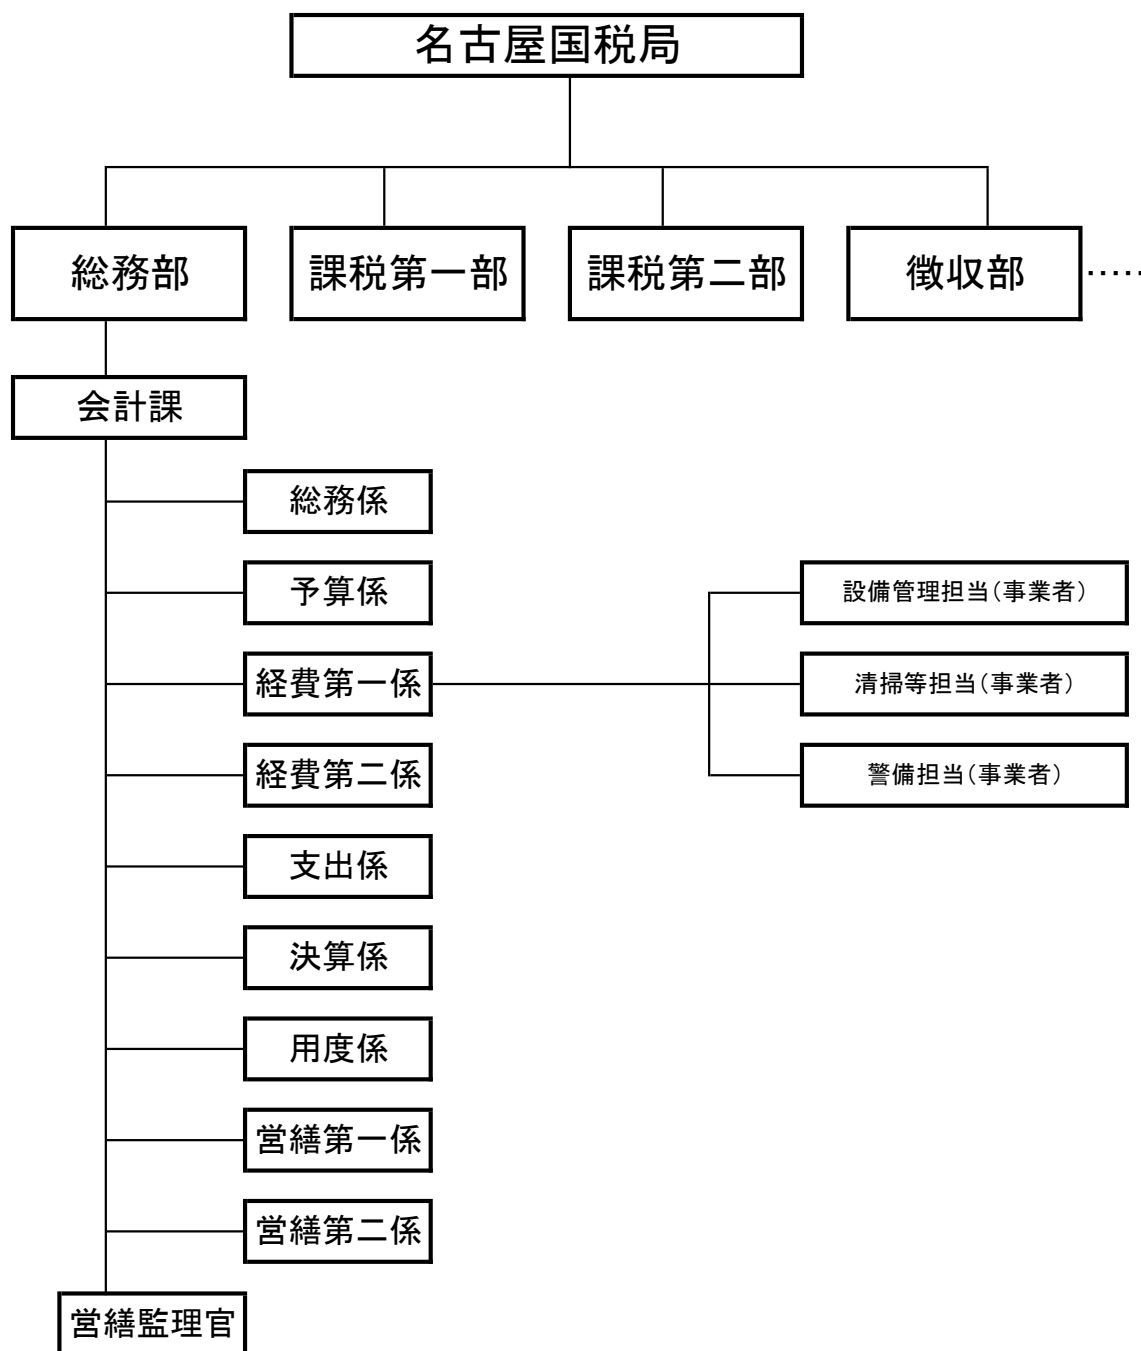 名古屋国税局
総務部
課税第一部
課税第二部
徴収部
・・・・・
会計課
総務係
予算係
経費第一係
経費第二係
支出係
決算係
用度係
営繕第一係
営繕第二係
営繕監理官
設備管理担当（事業者）
清掃等担当（事業者）
警備担当（事業者）